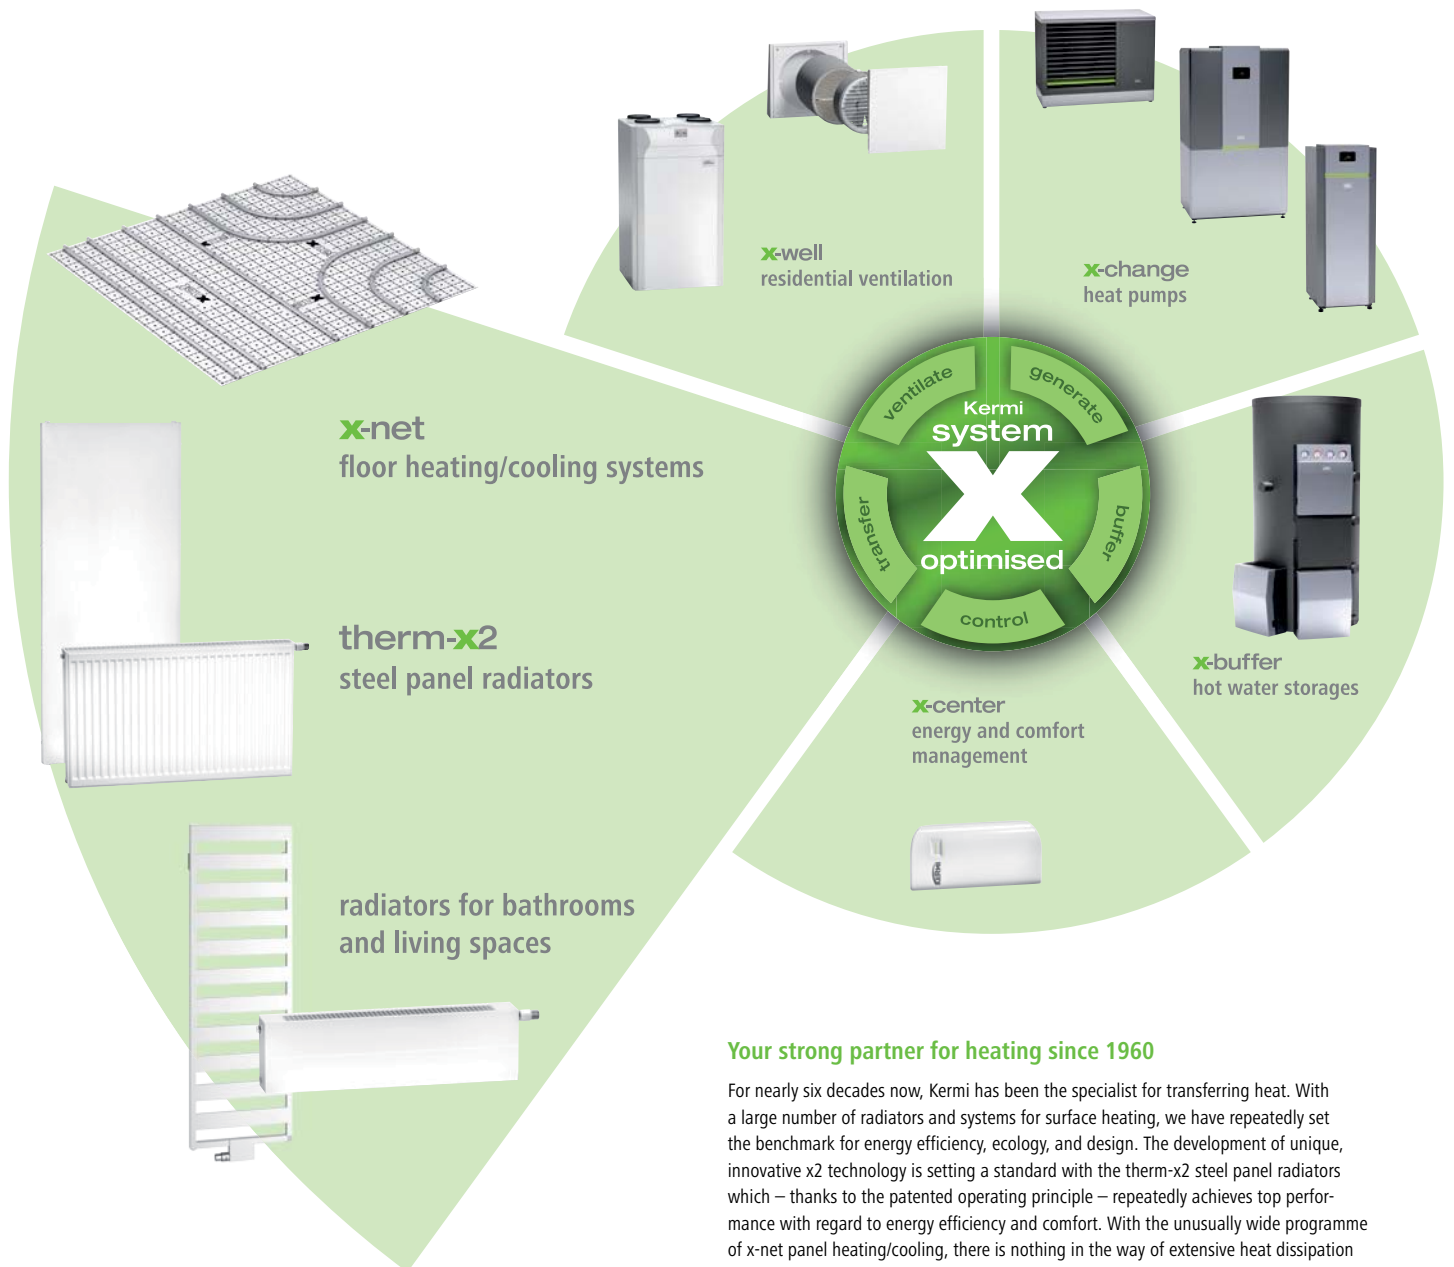 x-well
residential ventilation
x-change
heat pumps
x-net
floor heating/cooling systems
ventilate
generate
Kermi
system
x
optimised
transfer
buffer
control
therm-x2
steel panel radiators
x-buffer
hot water storages
x-center
energy and comfort
management
radiators for bathrooms
and living spaces
Your strong partner for heating since 1960
For nearly six decades now, Kermi has been the specialist for transferring heat. With
a large number of radiators and systems for surface heating, we have repeatedly set
the benchmark for energy efficiency, ecology, and design. The development of unique,
innovative x2 technology is setting a standard with the therm-x2 steel panel radiators
which – thanks to the patented operating principle – repeatedly achieves top perfor-
mance with regard to energy efficiency and comfort. With the unusually wide programme
of x-net panel heating/cooling, there is nothing in the way of extensive heat dissipation